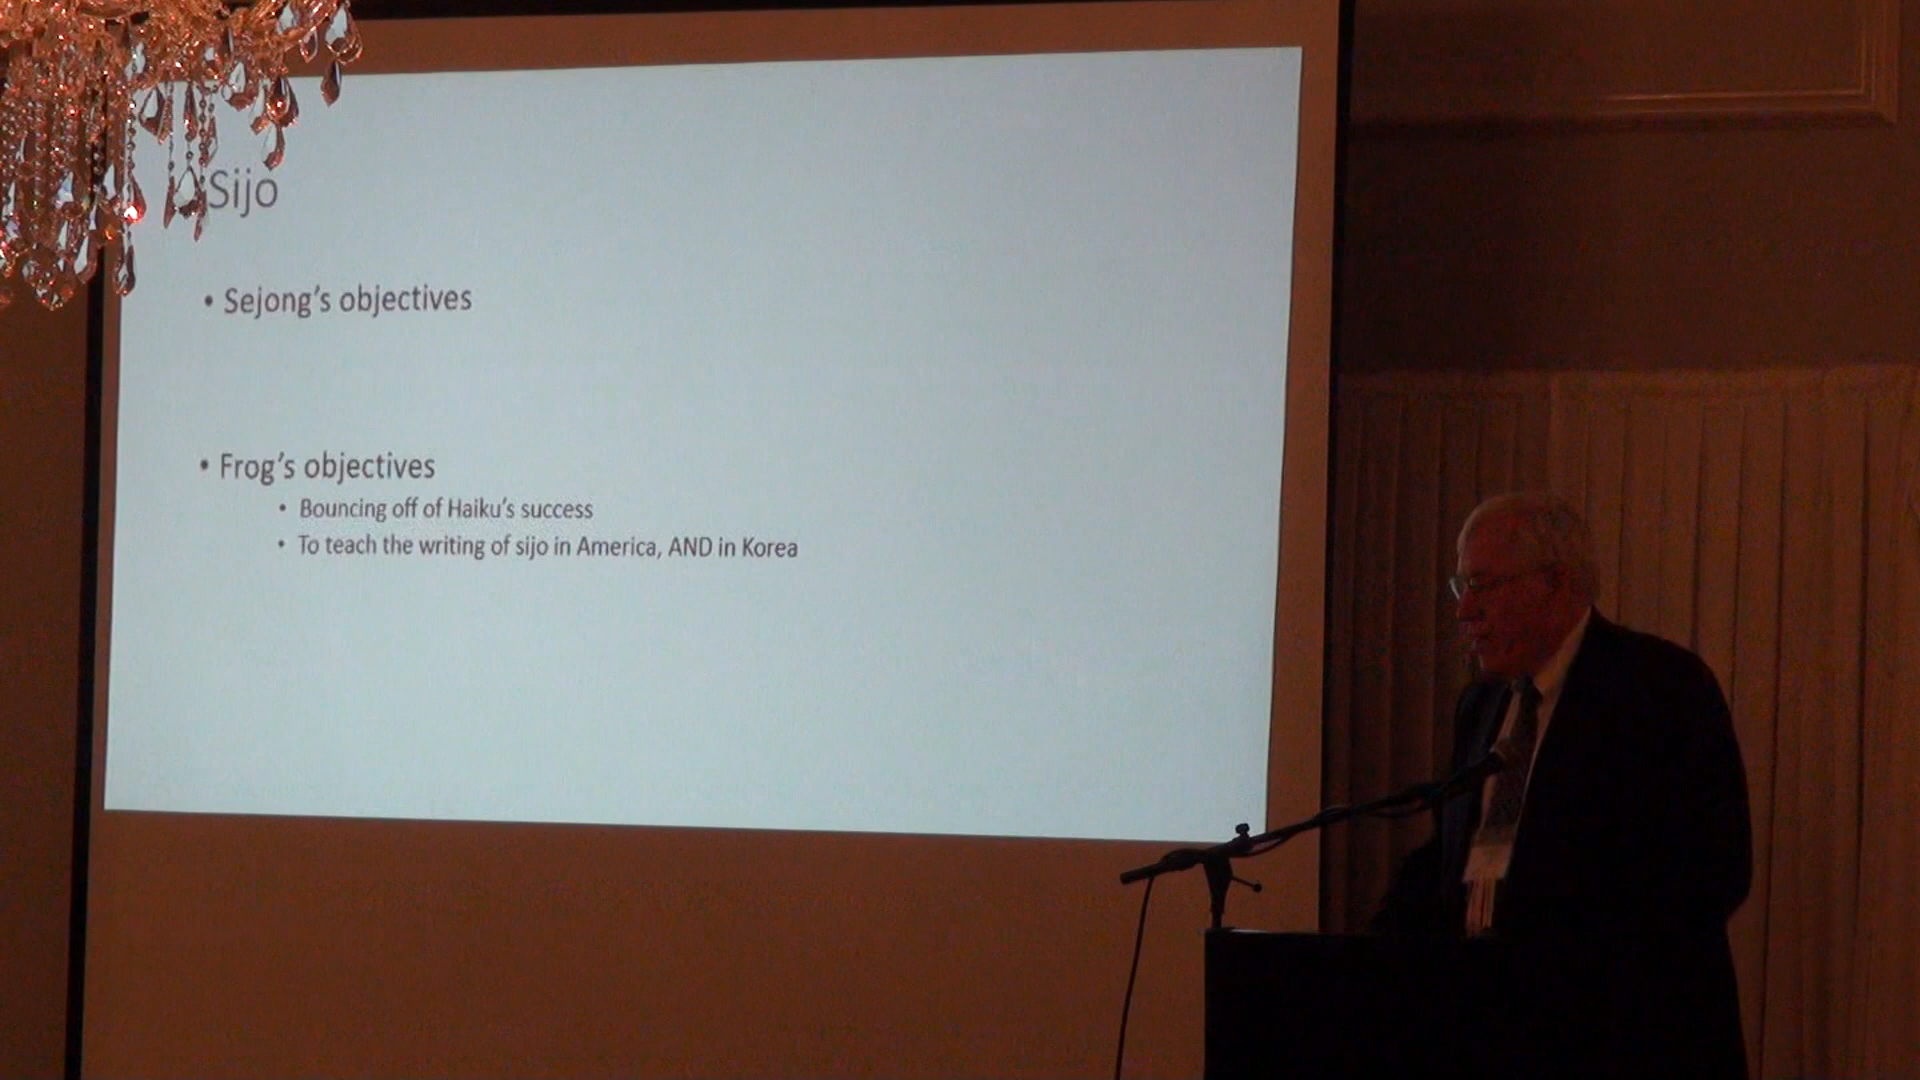 Sijo
• Sejong's objectives
• Frog's objectives
• Bouncing off of Haiku's success
• To teach the writing of sijo in America, AND in Korea